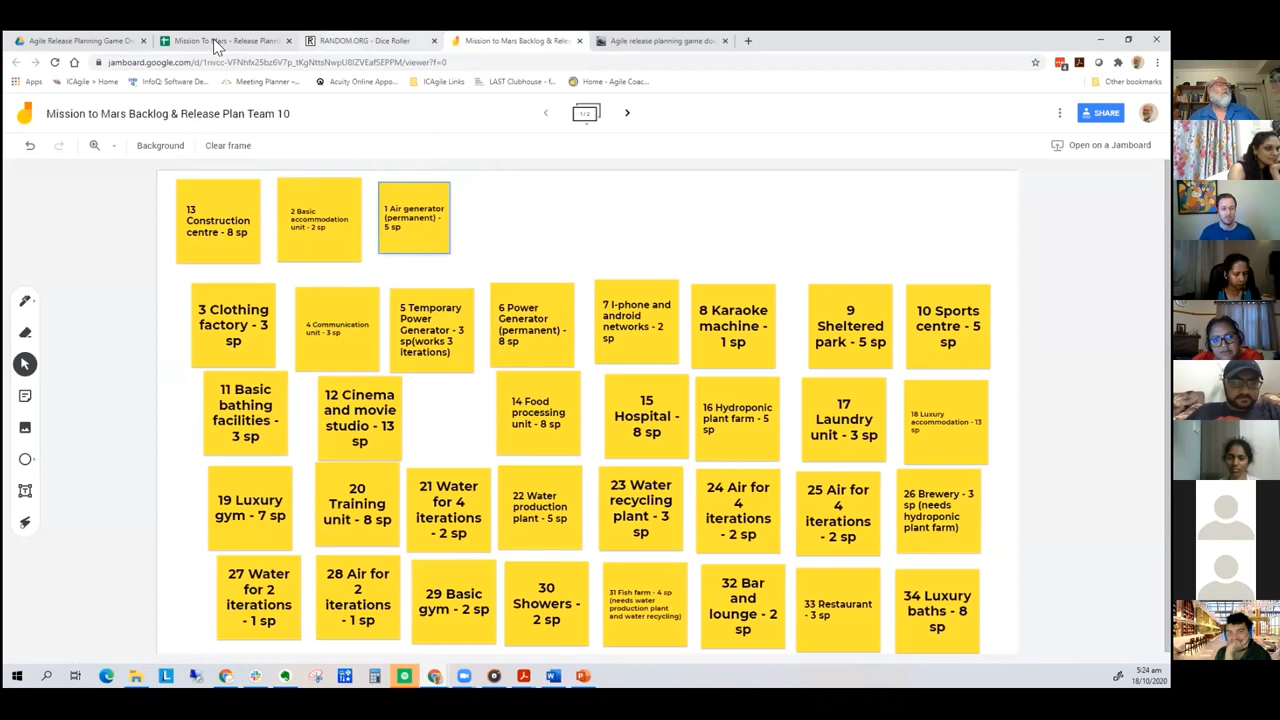 Agile Release Planning Game On
Mission To Mars - Release Plannin
RANDOM.ORG - Dice Roller
Mission to Mars Backlog & Releas
Agile release planning game dow
jamboard.google.com/d/1nvcc-VFNhfx25bz6V7p_tKgNttsNwpU8IZVEafSEPPM/viewer?f=0
Apps
ICAgile > Home
InfoQ: Software De...
Meeting Planner –...
Acuity Online Appo...
ICAgile Links
LAST Clubhouse - f...
Home - Agile Coac...
Other bookmarks
Mission to Mars Backlog & Release Plan Team 10
1/2
SHARE
Background
Clear frame
Open on a Jamboard
13
Construction
centre - 8 sp
2 Basic
accommodation
unit - 2 sp
1 Air generator
(permanent) -
5 sp
3 Clothing
factory - 3
sp
4 Communication
unit - 3 sp
5 Temporary
Power
Generator - 3
sp(works 3
iterations)
6 Power
Generator
(permanent) -
8 sp
7 I-phone and
android
networks - 2
sp
8 Karaoke
machine -
1 sp
9
Sheltered
park - 5 sp
10 Sports
centre - 5
sp
11 Basic
bathing
facilities -
3 sp
12 Cinema
and movie
studio - 13
sp
14 Food
processing
unit - 8 sp
15
Hospital -
8 sp
16 Hydroponic
plant farm - 5
sp
17
Laundry
unit - 3 sp
18 Luxury
accommodation - 13
sp
19 Luxury
gym - 7 sp
20
Training
unit - 8 sp
21 Water
for 4
iterations
- 2 sp
22 Water
production
plant - 5 sp
23 Water
recycling
plant - 3
sp
24 Air for
4
iterations
- 2 sp
25 Air for
4
iterations
- 2 sp
26 Brewery - 3
sp (needs
hydroponic
plant farm)
27 Water
for 2
iterations
- 1 sp
28 Air for
2
iterations
- 1 sp
29 Basic
gym - 2 sp
30
Showers -
2 sp
31 Fish farm - 4 sp
(needs water
production plant
and water recycling)
32 Bar
and
lounge - 2
sp
33 Restaurant
- 3 sp
34 Luxury
baths - 8
sp
5:24 am
18/10/2020